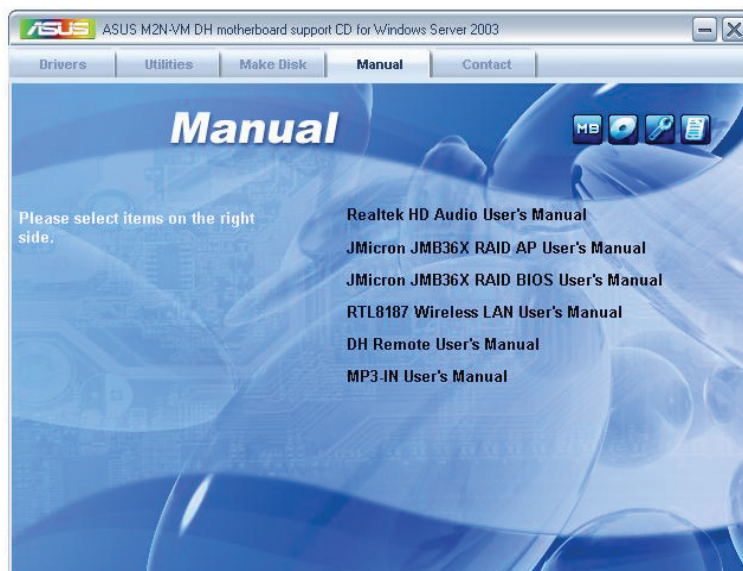 ASUS ASUS M2N-VM DH motherboard support CD for Windows Server 2003
Drivers Utilities Make Disk Manual Contact
Manual
MB
Please select items on the right
side.
Realtek HD Audio User's Manual
JMicron JMB36X RAID AP User's Manual
JMicron JMB36X RAID BIOS User's Manual
RTL8187 Wireless LAN User's Manual
DH Remote User's Manual
MP3-IN User's Manual